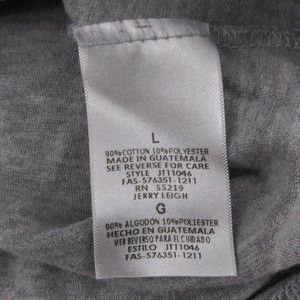 L
90% COTTON 10% POLYESTER
MADE IN GUATEMALA
SEE REVERSE FOR CARE
STYLE JT11046
FAS-576351-1211
RN 55219
JERRY LEIGH
G
90% ALGODÓN 10% POLIESTER
HECHO EN GUATEMALA
VER REVERSO PARA EL CUIDADO
ESTILO JT11046
FAS-576351-1211